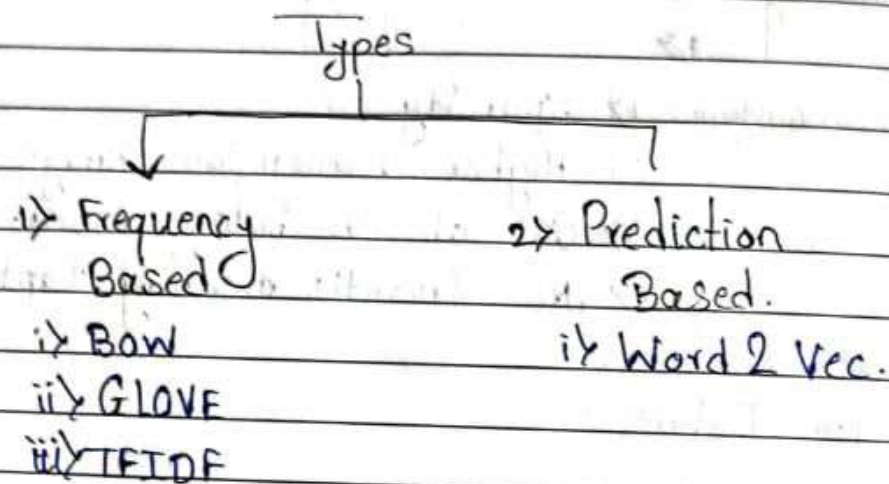 Types
1) Frequency
Based
i) BOW
ii) GLOVE
iii) TFIDF
2) Prediction
Based.
i) Word 2 Vec.